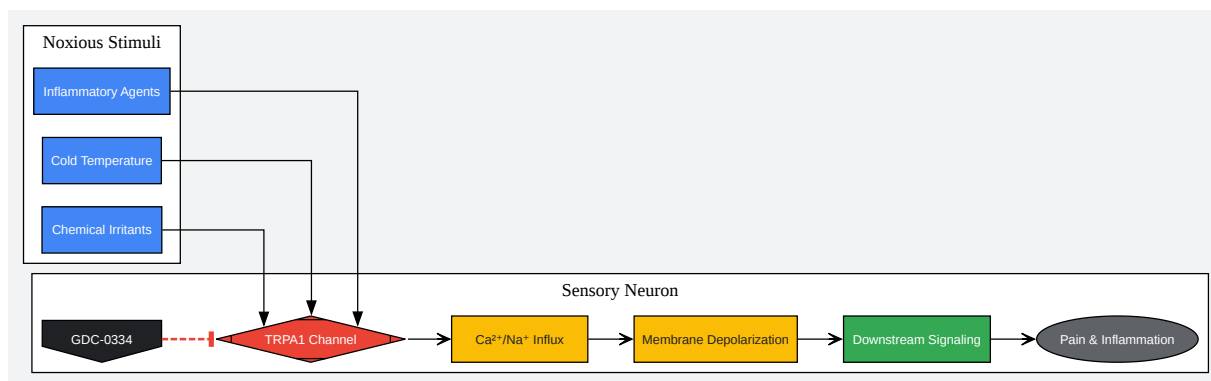 Noxious Stimuli
Inflammatory Agents
Cold Temperature
Chemical Irritants
Sensory Neuron
GDC-0334
TRPA1 Channel
Ca²⁺/Na⁺ Influx
Membrane Depolarization
Downstream Signaling
Pain & Inflammation